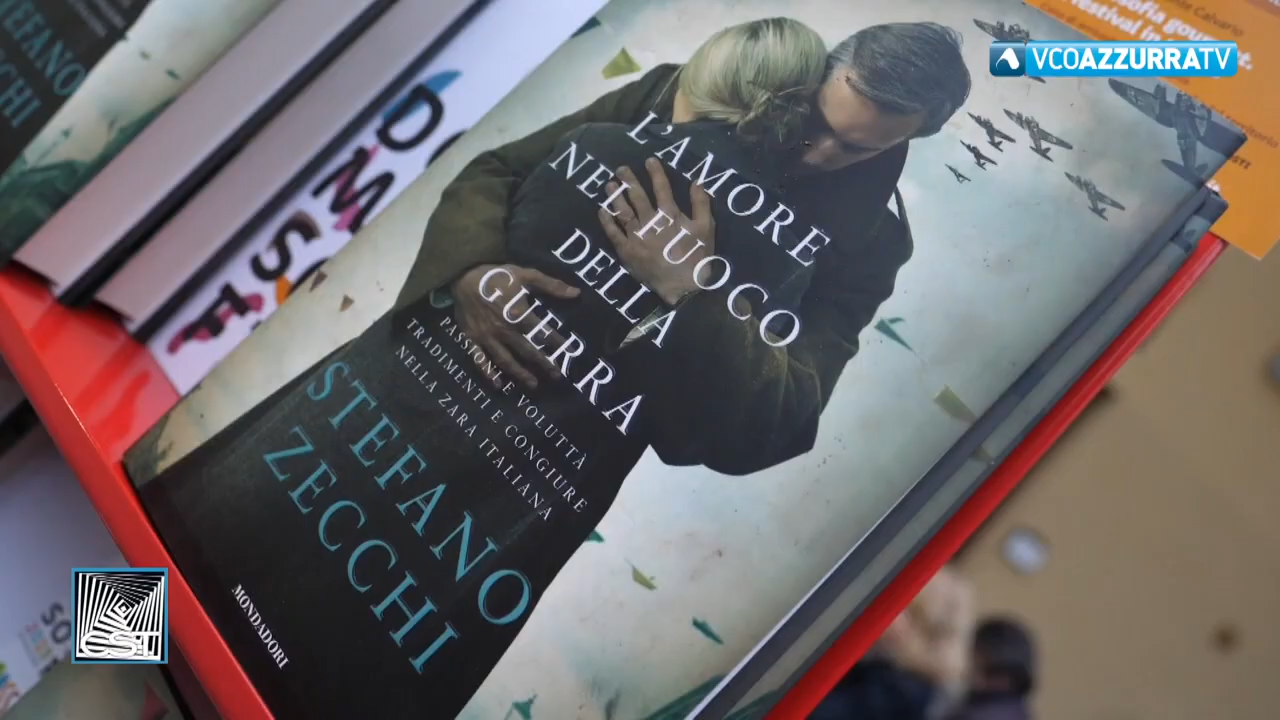 VCOAZZURRATV
L'AMORE
NEL FUOCO
DELLA
GUERRA
PASSIONI E VOLUTTÀ
TRADIMENTI E CONGIURE
NELLA ZARA ITALIANA
STEFANO
ZECCHI
MONDADORI
CST